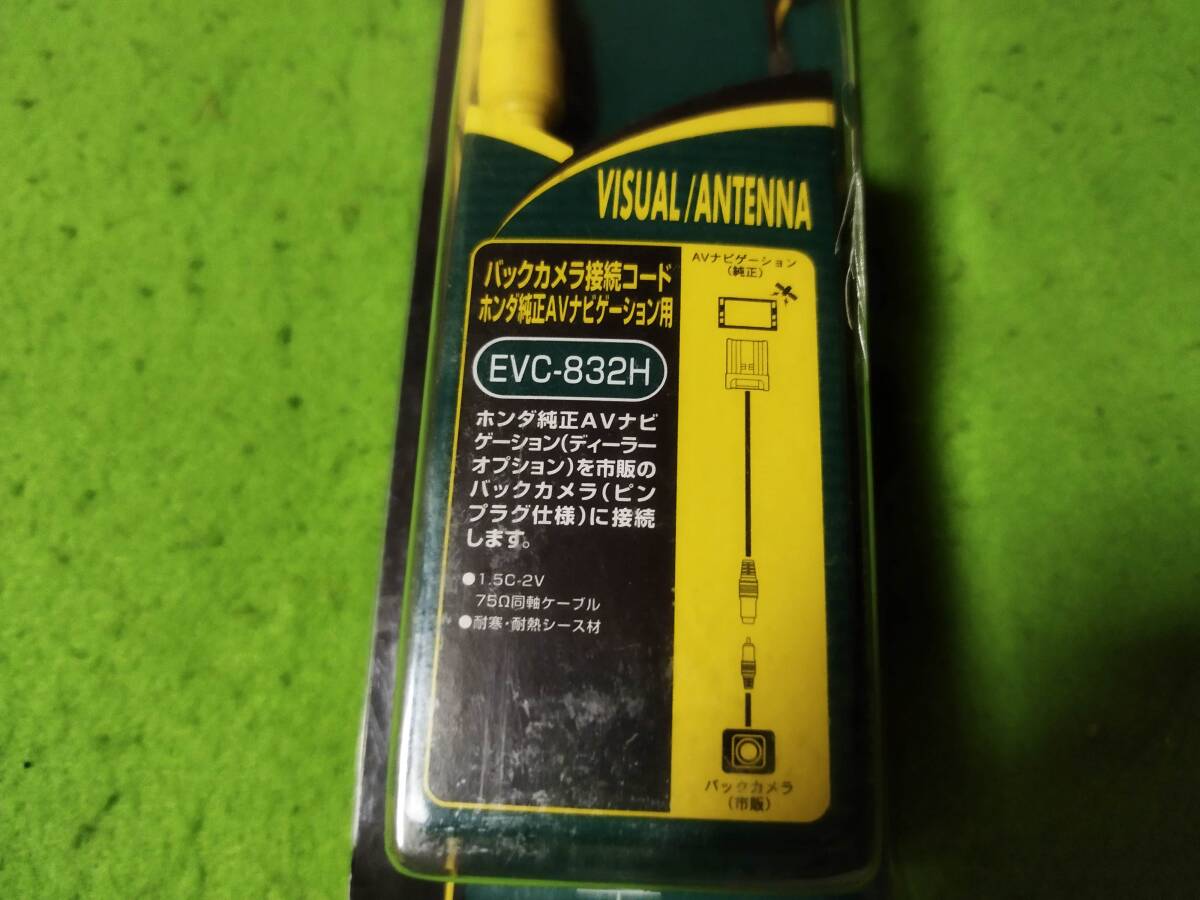 VISUAL/ANTENNA
バックカメラ接続コード
ホンダ純正AVナビゲーション用
EVC-832H
ホンダ純正AVナビ
ゲーション(ディーラー
オプション)を市販の
バックカメラ(ピン
プラグ仕様)に接続
します。
●1.5C-2V
75Ω同軸ケーブル
●耐寒・耐熱シース材
AVナビゲーション
(純正)
バックカメラ
(市販)